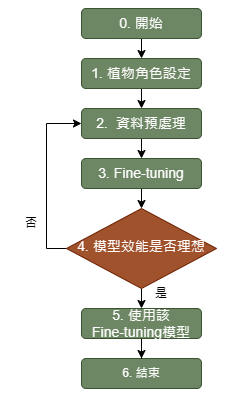 0. 開始
1. 植物角色設定
2. 資料預處理
3. Fine-tuning
4. 模型效能是否理想
否
是
5. 使用該
Fine-tuning模型
6. 結束